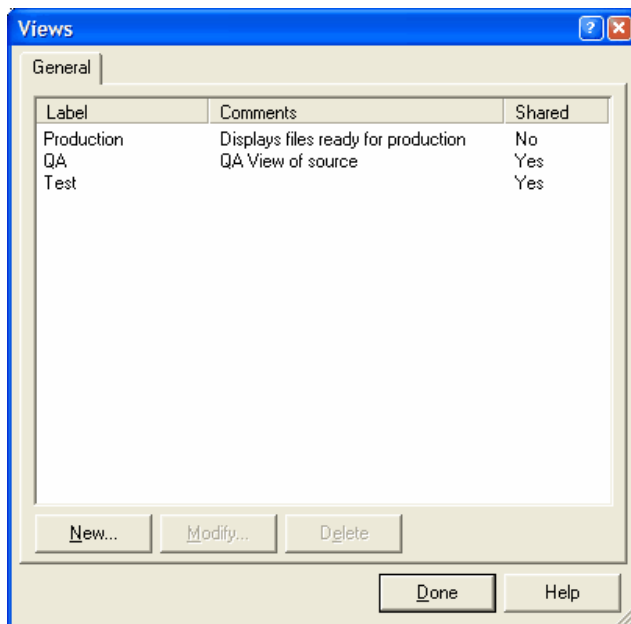 Views
General
Label Comments Shared
Production Displays files ready for production No
QA QA View of source Yes
Test Yes
New... Modify... Delete
Done Help